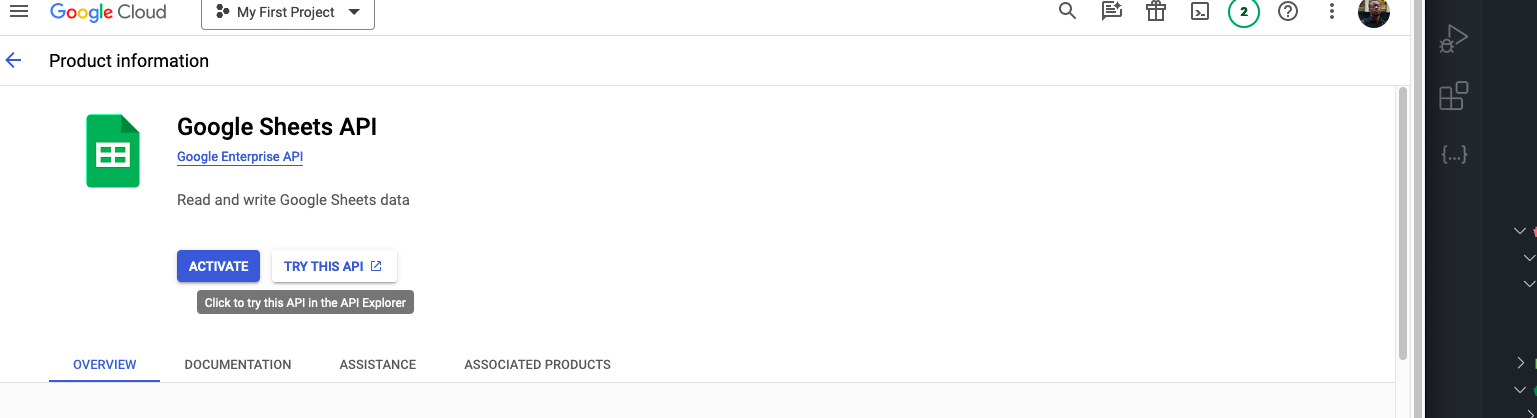 Google Cloud
My First Project
2
Product information
Google Sheets API
Google Enterprise API
Read and write Google Sheets data
ACTIVATE
TRY THIS API
Click to try this API in the API Explorer
OVERVIEW
DOCUMENTATION
ASSISTANCE
ASSOCIATED PRODUCTS